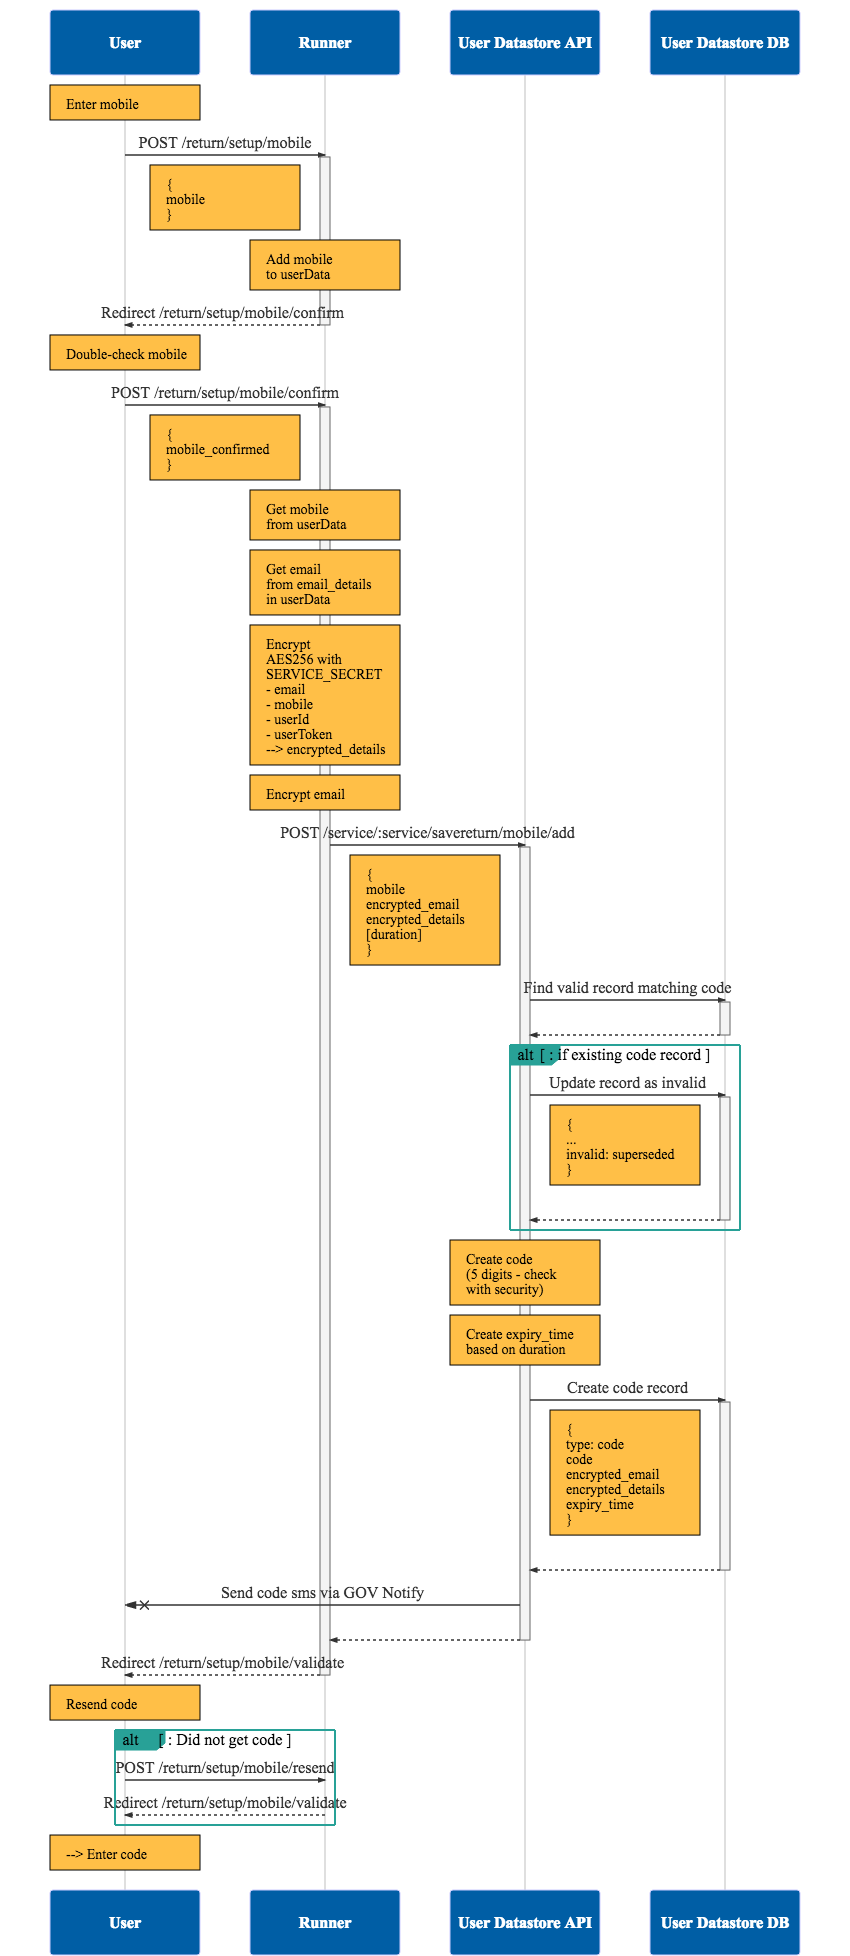 User
Runner
User Datastore API
User Datastore DB
Enter mobile
POST /return/setup/mobile
{
mobile
}
Add mobile
to userData
Redirect /return/setup/mobile/confirm
Double-check mobile
POST /return/setup/mobile/confirm
{
mobile_confirmed
}
Get mobile
from userData
Get email
from email_details
in userData
Encrypt
AES256 with
SERVICE_SECRET
- email
- mobile
- userId
- userToken
--> encrypted_details
Encrypt email
POST /service/:service/savereturn/mobile/add
{
mobile
encrypted_email
encrypted_details
[duration]
}
Find valid record matching code
alt [ : if existing code record ]
Update record as invalid
{
...
invalid: superseded
}
Create code
(5 digits - check
with security)
Create expiry_time
based on duration
Create code record
{
type: code
code
encrypted_email
encrypted_details
expiry_time
}
Send code sms via GOV Notify
Redirect /return/setup/mobile/validate
Resend code
alt [ : Did not get code ]
POST /return/setup/mobile/resend
Redirect /return/setup/mobile/validate
--> Enter code
User
Runner
User Datastore API
User Datastore DB